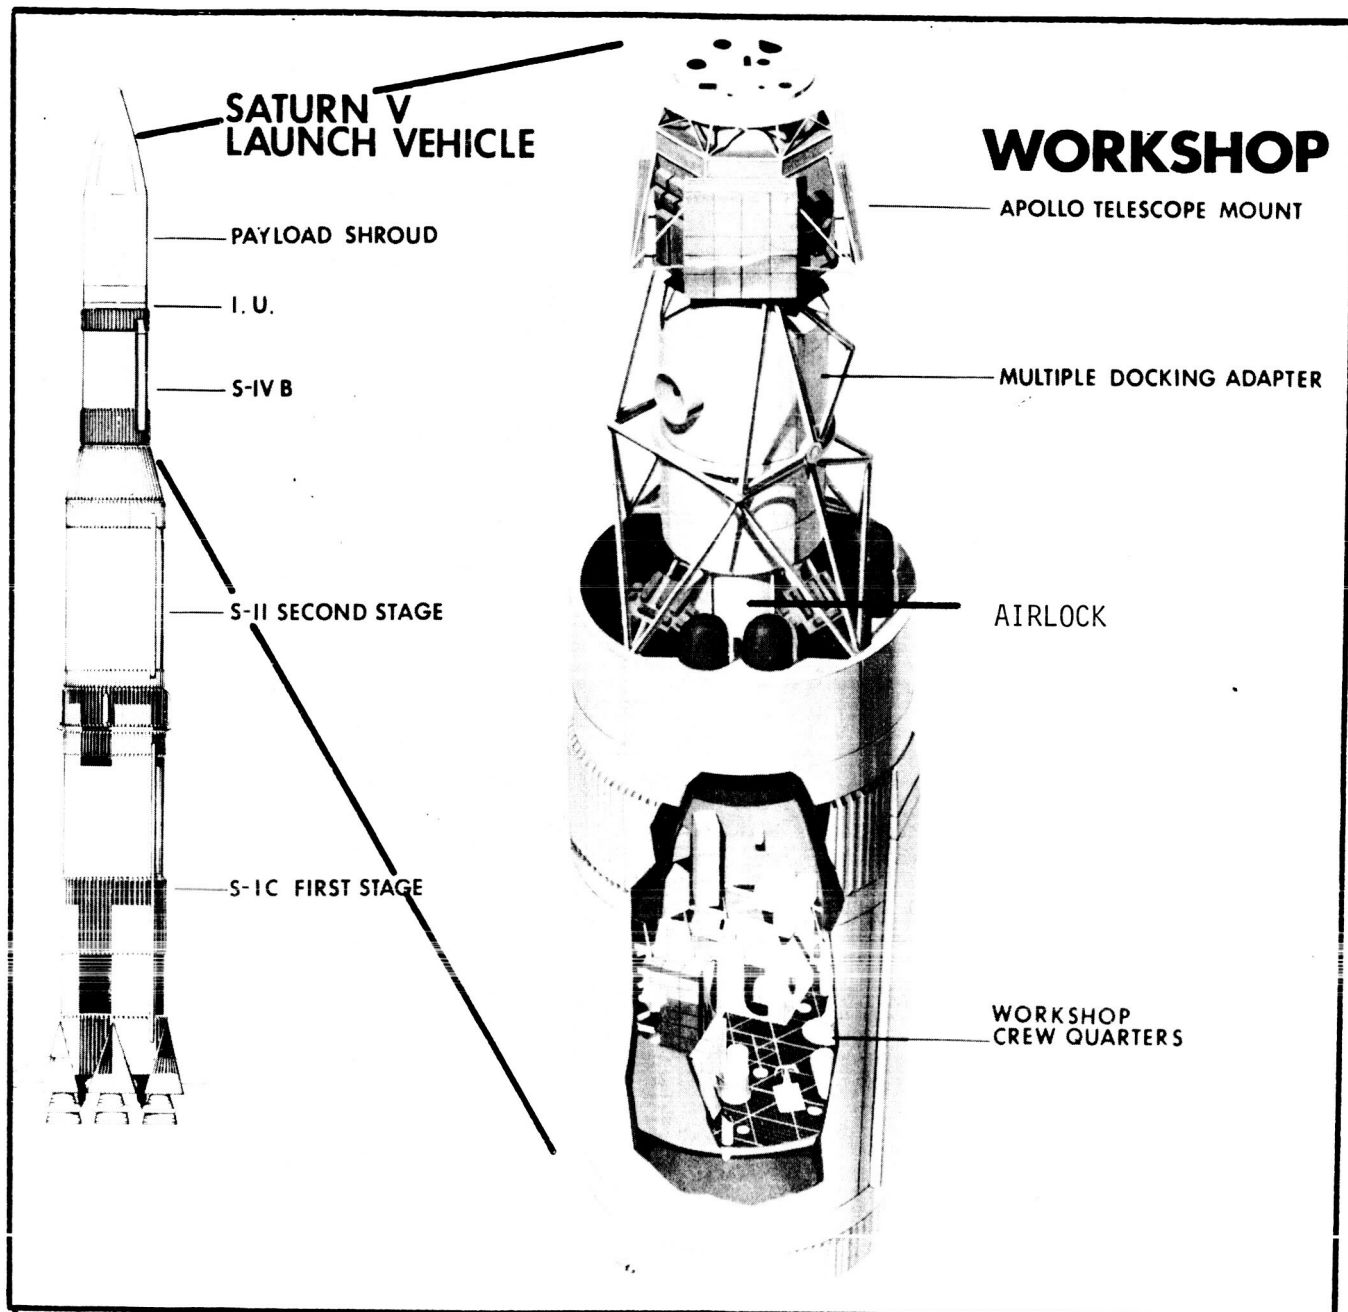 SATURN V
LAUNCH VEHICLE
PAYLOAD SHROUD
I. U.
S-IV B
S-II SECOND STAGE
S-IC FIRST STAGE
WORKSHOP
APOLLO TELESCOPE MOUNT
MULTIPLE DOCKING ADAPTER
AIRLOCK
WORKSHOP
CREW QUARTERS